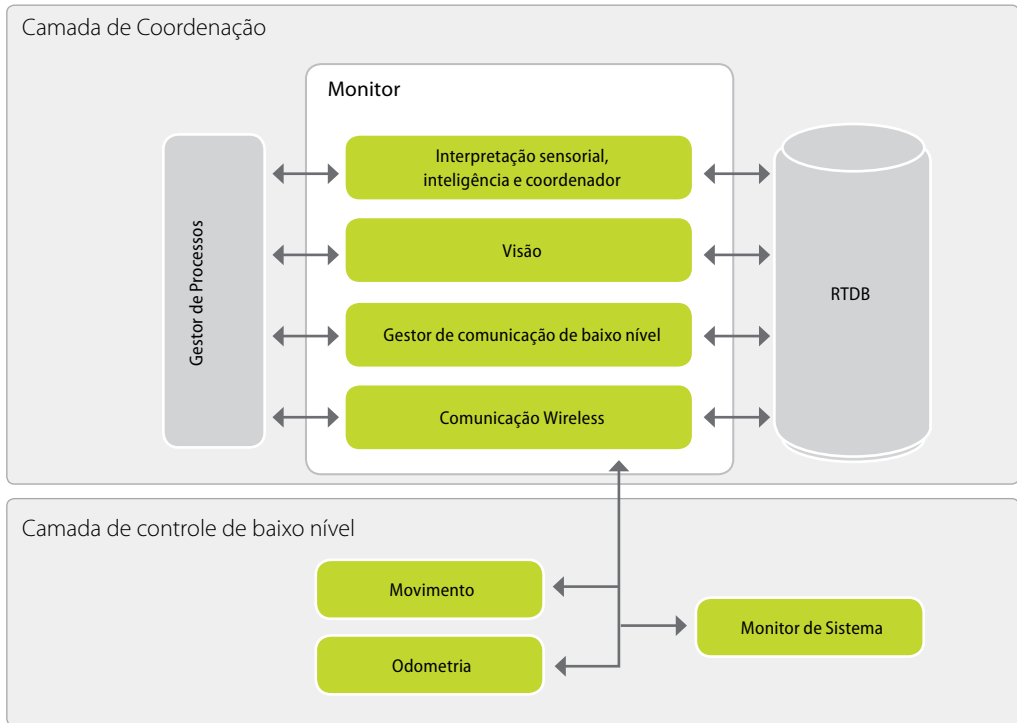 Camada de Coordenação
Monitor
Gestor de Processos
Interpretação sensorial,
inteligência e coordenador
Visão
Gestor de comunicação de baixo nível
Comunicação Wireless
RTDB
Camada de controle de baixo nível
Movimento
Odometria
Monitor de Sistema